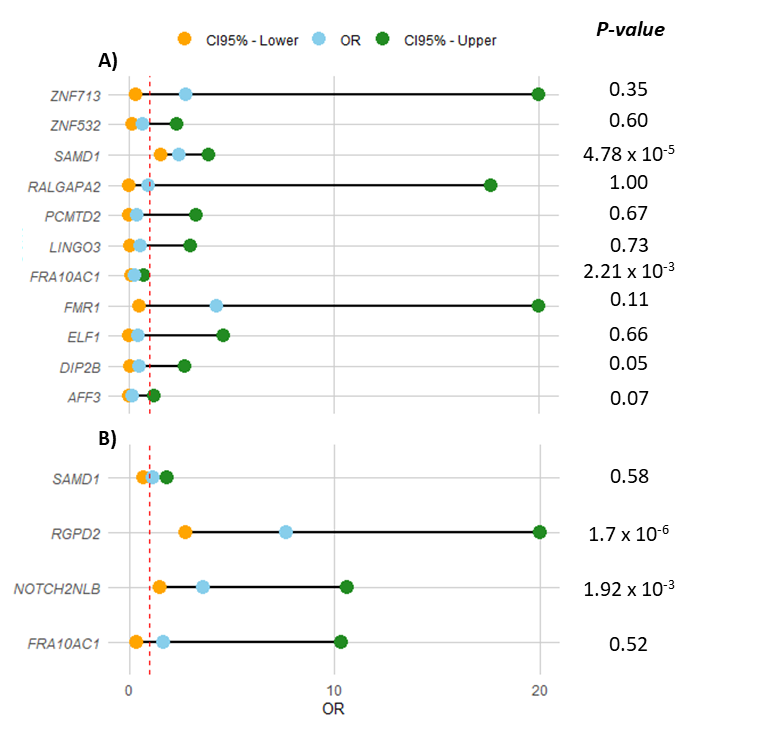 P-value
CI95% - Lower OR CI95% - Upper
A)
ZNF713 0.35
ZNF532 0.60
SAMD1 4.78 x 10⁻⁵
RALGAPA2 1.00
PCMTD2 0.67
LINGO3 0.73
FRA10AC1 2.21 x 10⁻³
FMR1 0.11
ELF1 0.66
DIP2B 0.05
AFF3 0.07
B)
SAMD1 0.58
RGPD2 1.7 x 10⁻⁶
NOTCH2NLB 1.92 x 10⁻³
FRA10AC1 0.52
0 10 20
OR